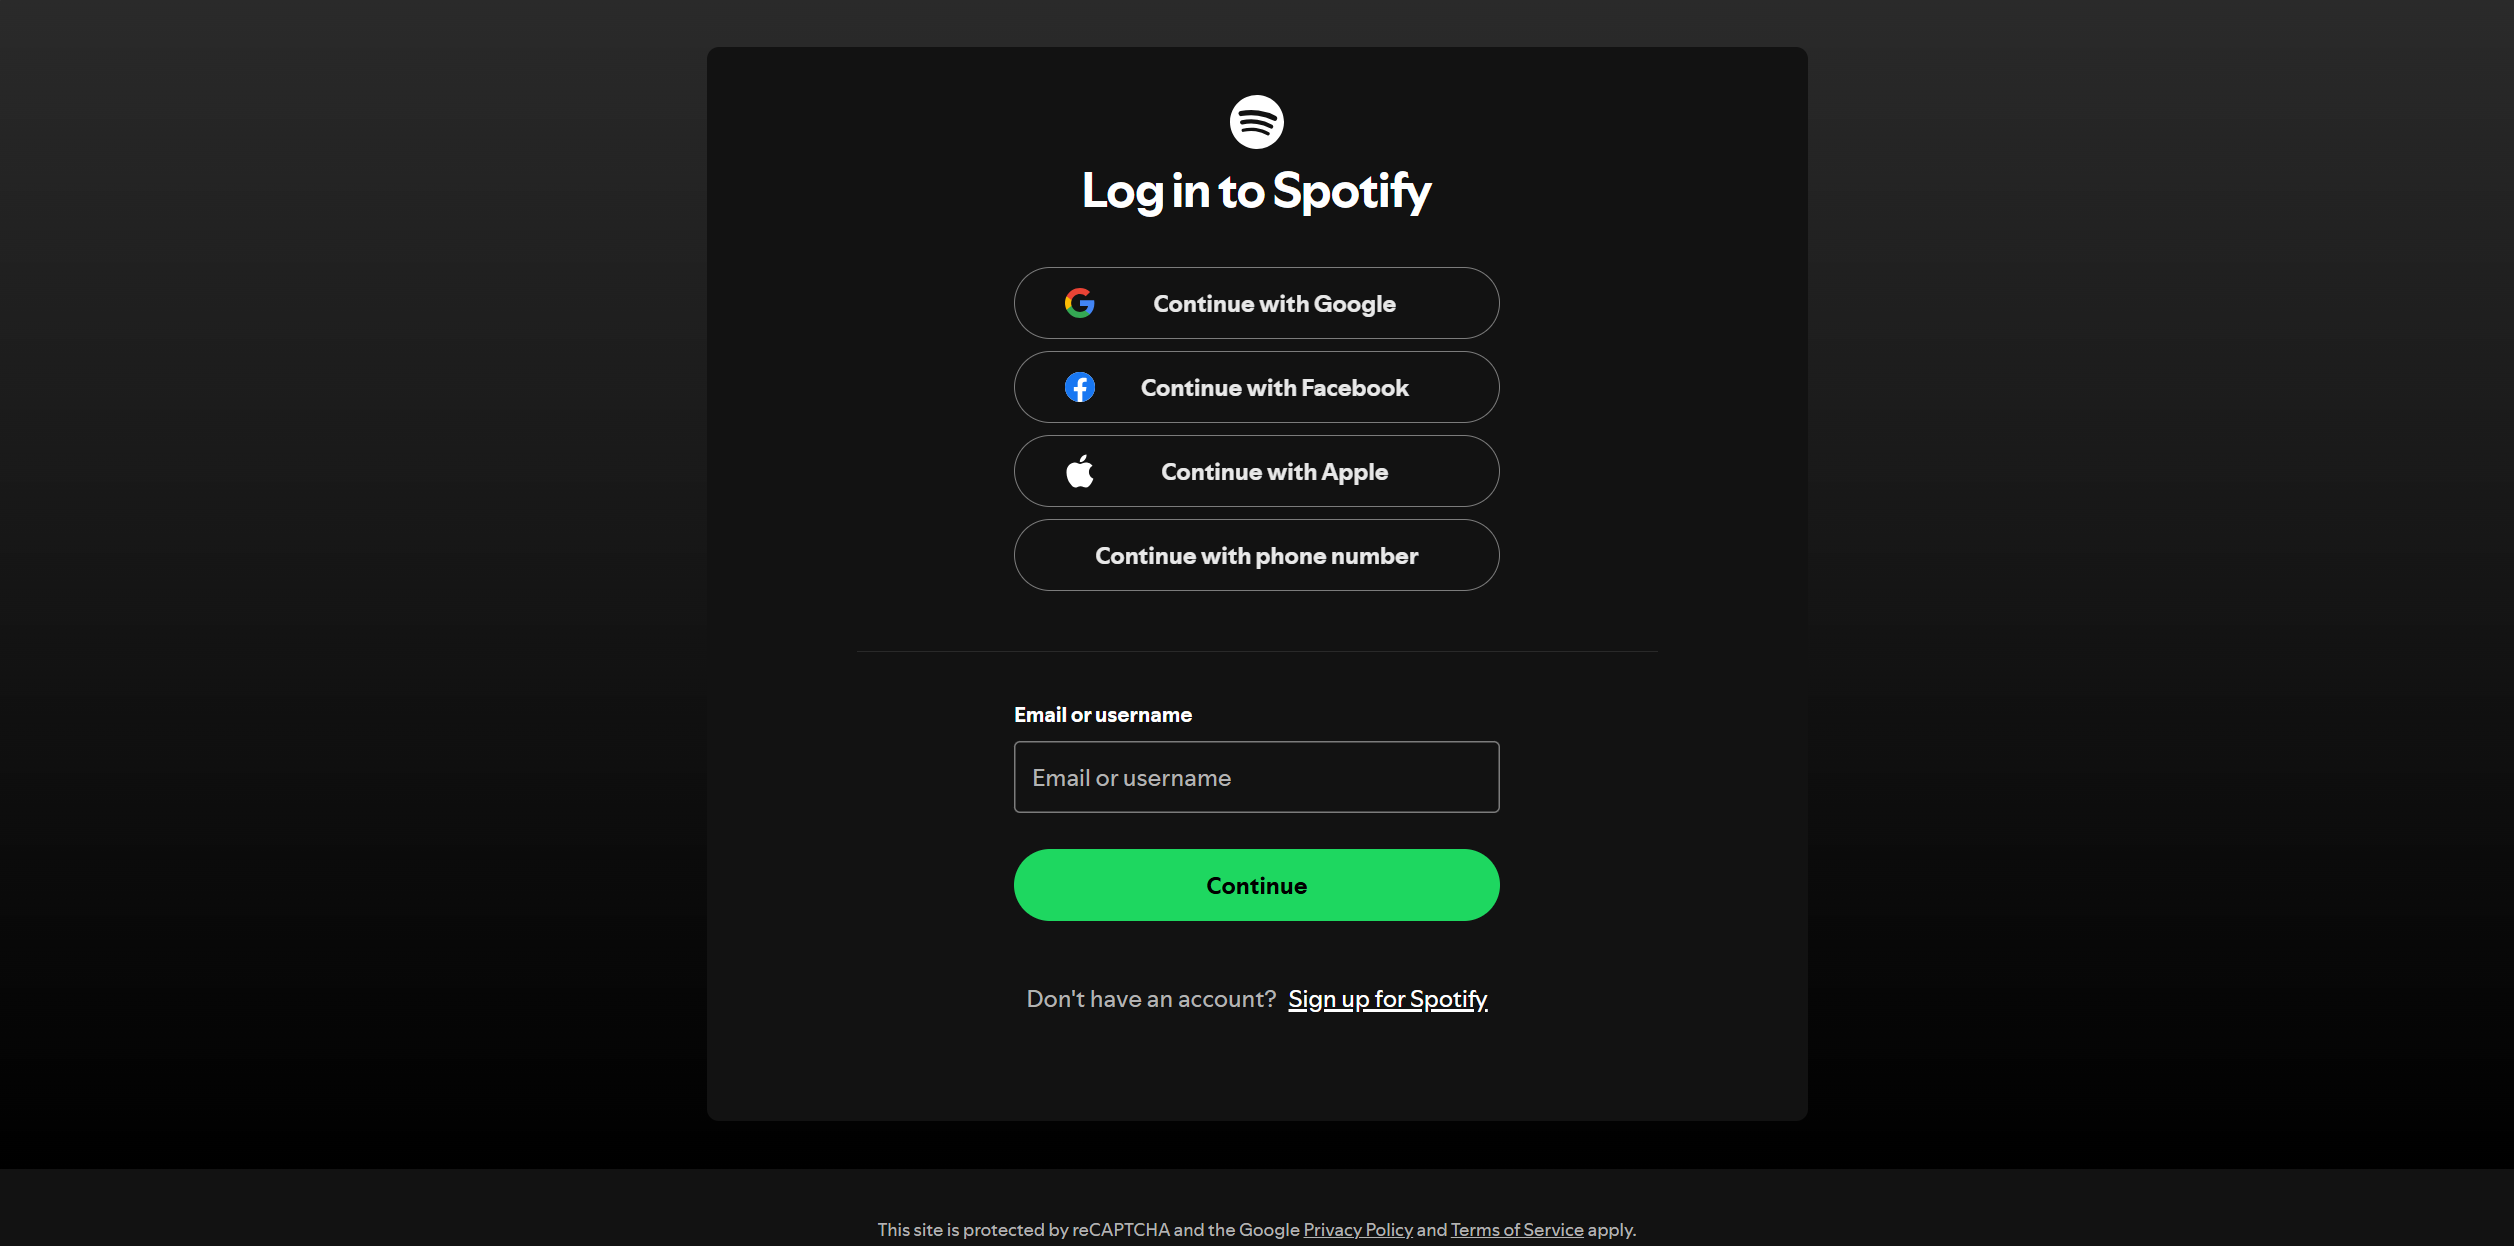 Log in to Spotify
Continue with Google
Continue with Facebook
Continue with Apple
Continue with phone number
Email or username
Email or username
Continue
Don't have an account? Sign up for Spotify
This site is protected by reCAPTCHA and the Google Privacy Policy and Terms of Service apply.